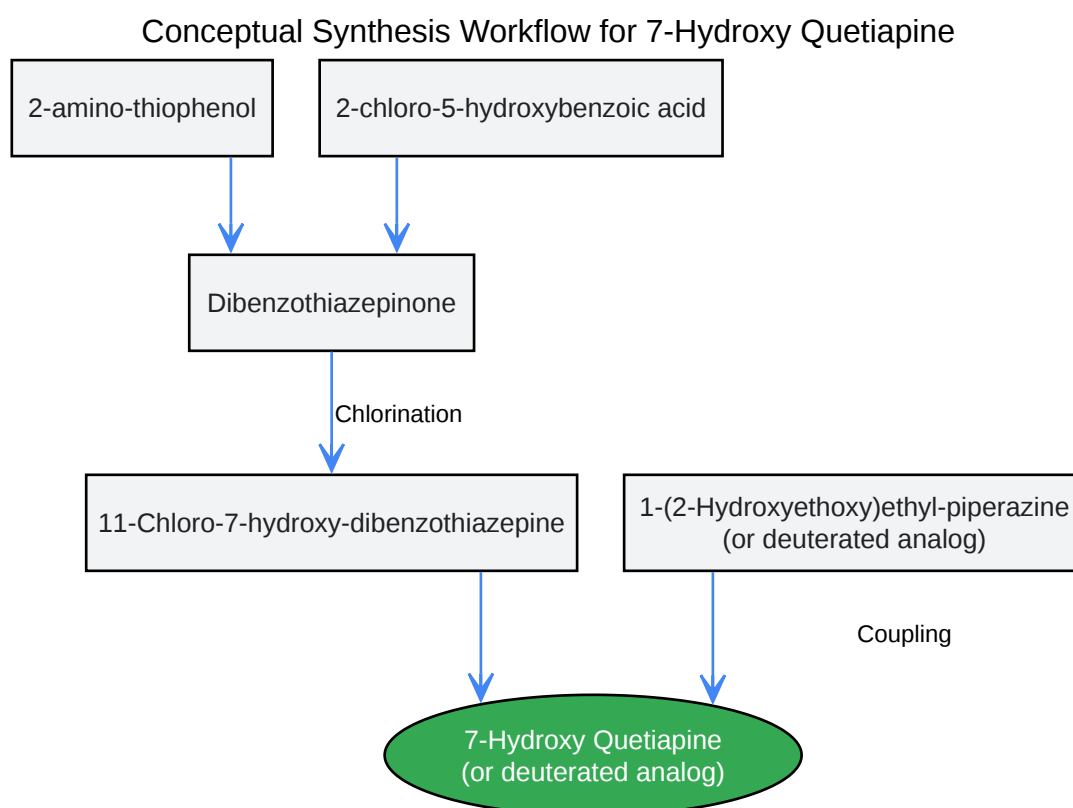 Conceptual Synthesis Workflow for 7-Hydroxy Quetiapine
2-amino-thiophenol
2-chloro-5-hydroxybenzoic acid
Dibenzothiazepinone
Chlorination
11-Chloro-7-hydroxy-dibenzothiazepine
1-(2-Hydroxyethoxy)ethyl-piperazine
(or deuterated analog)
Coupling
7-Hydroxy Quetiapine
(or deuterated analog)